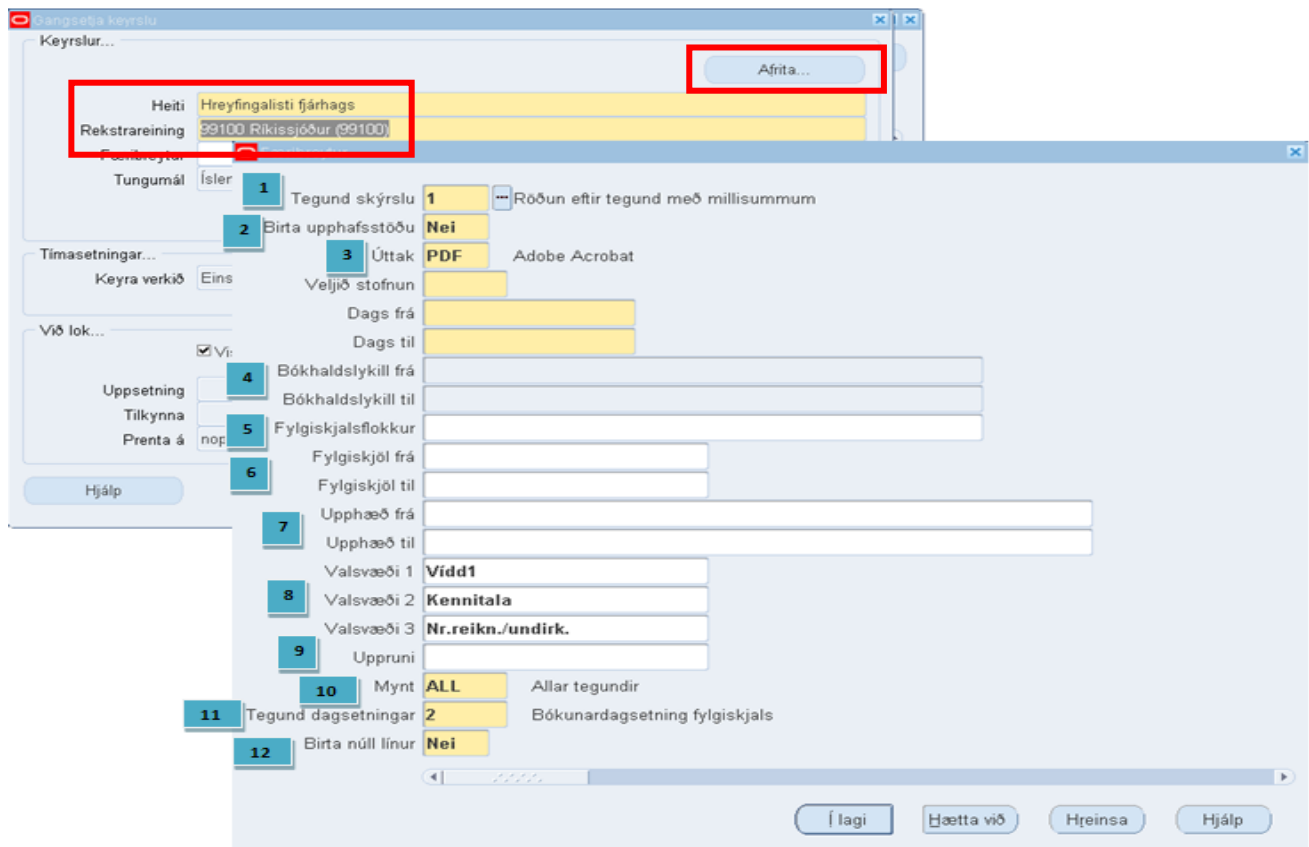 Gangsetja keyrslu
Keyrslur...
Afrita...
Heiti Hreyfingalisti fjárhags
Rekstrareining 99100 Ríkissjóður (99100)
Færibreytur
Tungumál Íslen
Tímasetningar...
Keyra verkið Eins
Við lok...
Vis
Uppsetning
Tilkynna
Prenta á nop
Hjálp
1 Tegund skýrslu 1 Röðun eftir tegund með millisummum
2 Birta upphafsstöðu Nei
3 Úttak PDF Adobe Acrobat
Veljið stofnun
Dags frá
Dags til
4 Bókhaldslykill frá
Bókhaldslykill til
5 Fylgiskjalsflokkur
Fylgiskjöl frá
6
Fylgiskjöl til
Upphæð frá
7
Upphæð til
Valsvæði 1 Vídd1
8 Valsvæði 2 Kennitala
Valsvæði 3 Nr.reikn./undirk.
9 Uppruni
10 Mynt ALL Allar tegundir
11 Tegund dagsetningar 2 Bókunardagsetning fylgiskjals
12 Birta núll línur Nei
Í lagi Hætta við Hreinsa Hjálp